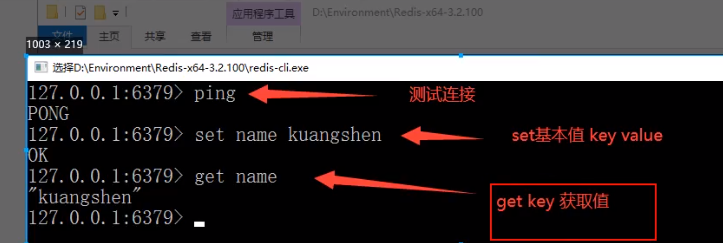 应用程序工具
D:\Environment\Redis-x64-3.2.100
文件 主页 共享 查看 管理
1003 × 219
选择D:\Environment\Redis-x64-3.2.100\redis-cli.exe
127.0.0.1:6379> ping 测试连接
PONG
127.0.0.1:6379> set name kuangshen set基本值 key value
OK
127.0.0.1:6379> get name
"kuangshen" get key 获取值
127.0.0.1:6379>